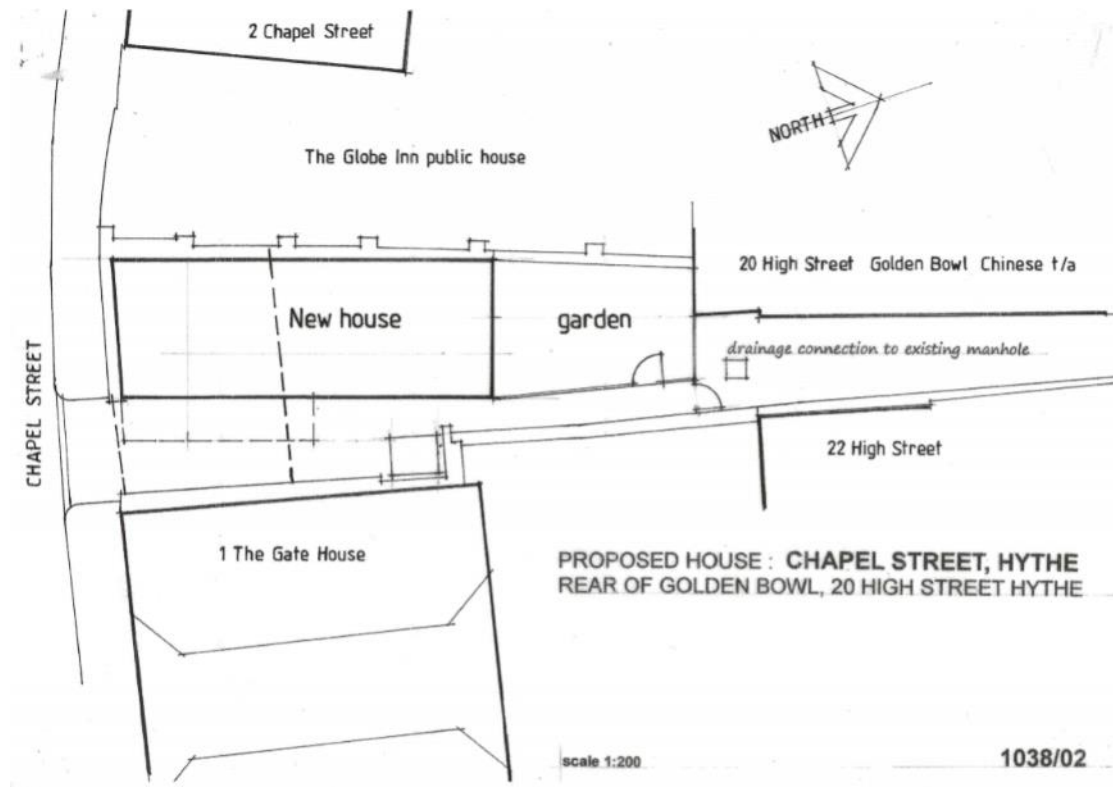 2 Chapel Street
NORTH
The Globe Inn public house
20 High Street Golden Bowl Chinese t/a
New house
garden
drainage connection to existing manhole
CHAPEL STREET
22 High Street
1 The Gate House
PROPOSED HOUSE : CHAPEL STREET, HYTHE
REAR OF GOLDEN BOWL, 20 HIGH STREET HYTHE
scale 1:200
1038/02